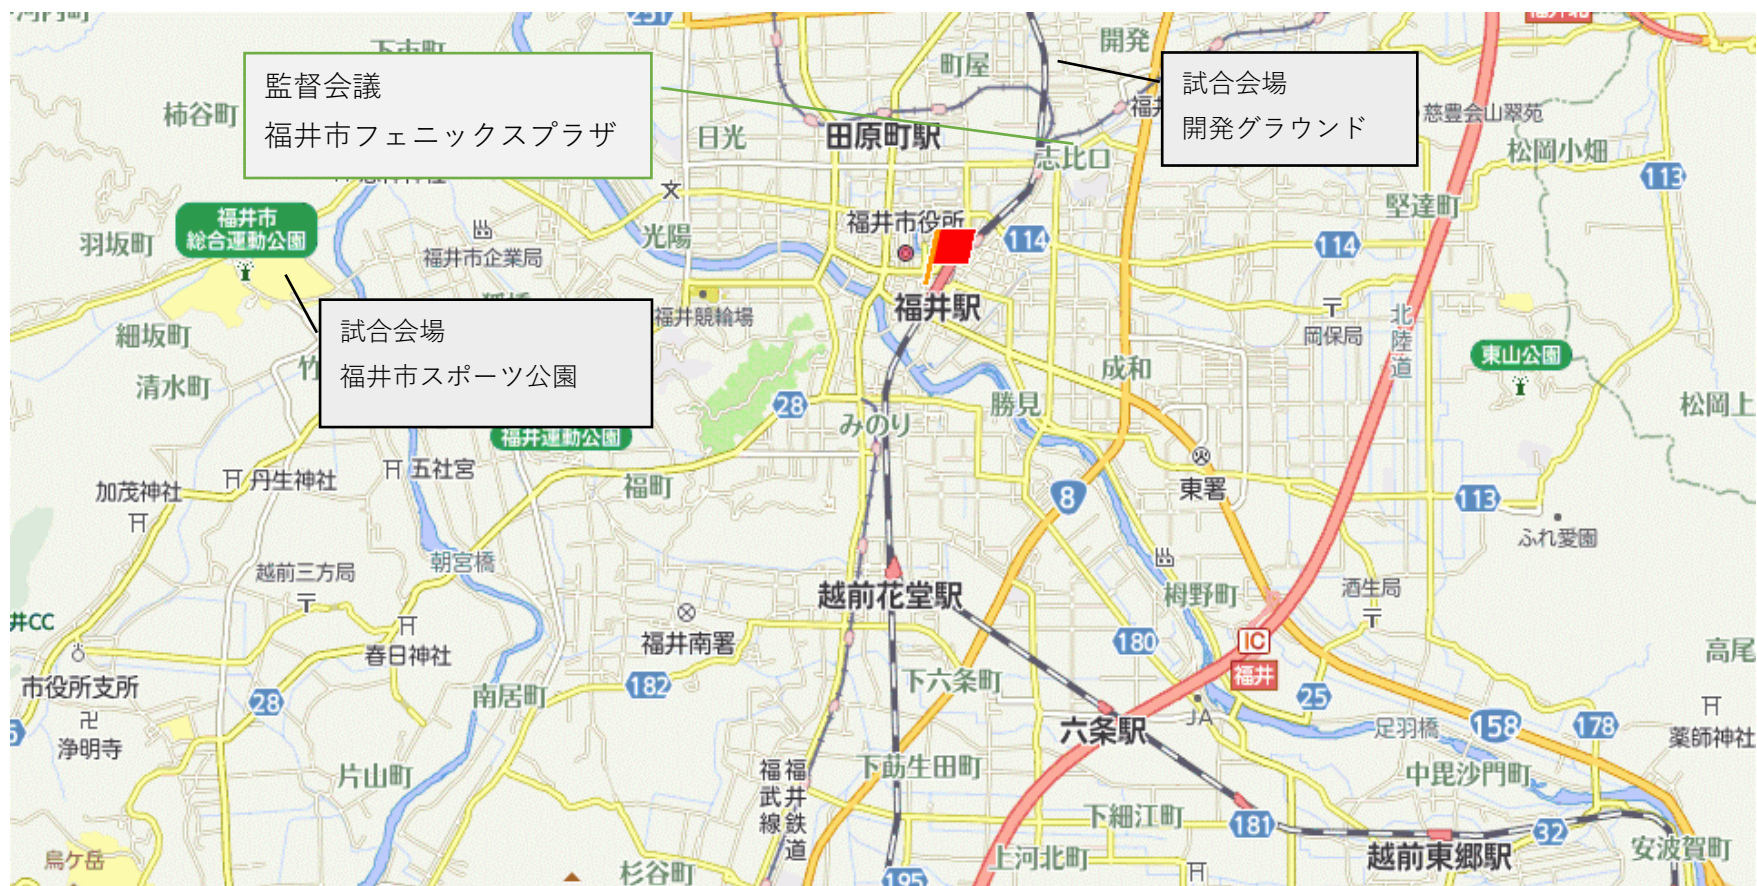 251
福井北
下市町
開発
町屋
監督会議
福井市フェニックスプラザ
試合会場
開発グラウンド
柿谷町
日光
田原町駅
志比口
慈豊会山翠苑
松岡小畑
113
文
福井市
総合運動公園
羽坂町
福井市企業局
光陽
福井市役所
114
114
堅達町
試合会場
福井市スポーツ公園
福井競輪場
福井駅
岡保局
北陸道
東山公園
細坂町
清水町
竹
成和
松岡上
28
みのり
勝見
福井運動公園
加茂神社
丹生神社
五社宮
福町
8
東署
113
ふれ愛園
朝宮橋
越前三方局
越前花堂駅
栂野町
酒生局
井CC
春日神社
福井南署
180
IC
福井
高尾
市役所支所
28
南居町
182
下六条町
25
JA
六条駅
足羽橋
158
178
薬師神社
浄明寺
片山町
福井鉄道
福武線
下莇生田町
中毘沙門町
下細江町
181
32
烏ケ岳
杉谷町
195
上河北町
越前東郷駅
安波賀町